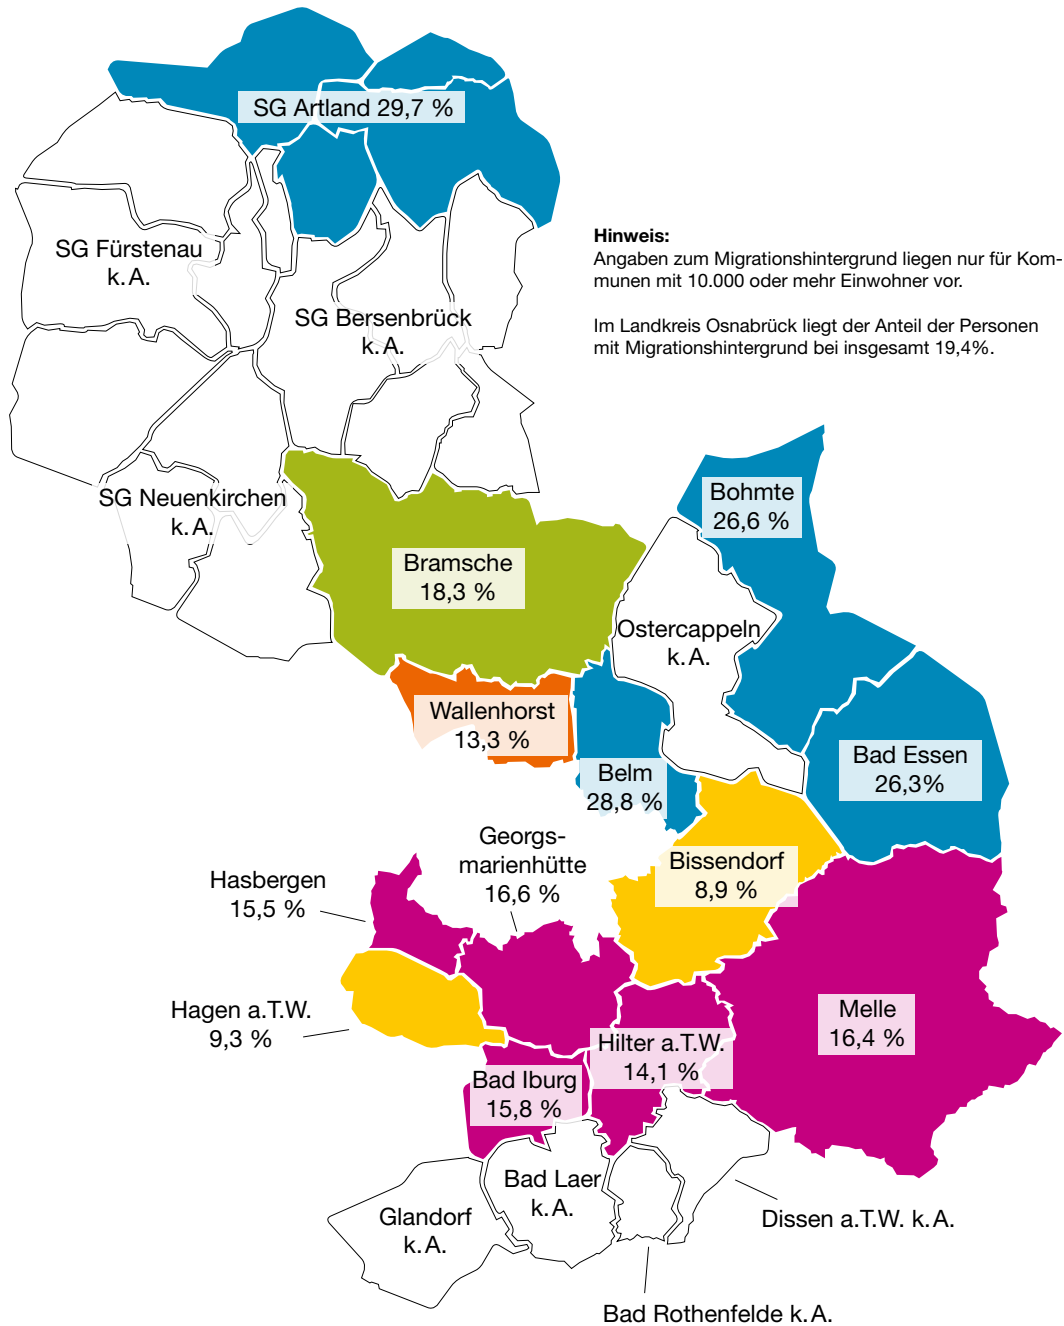 SG Artland 29,7 %
SG Fürstenau
k.A.
Hinweis:
Angaben zum Migrationshintergrund liegen nur für Kom-
munen mit 10.000 oder mehr Einwohner vor.
Im Landkreis Osnabrück liegt der Anteil der Personen
mit Migrationshintergrund bei insgesamt 19,4%.
SG Bersenbrück
k.A.
SG Neuenkirchen
k.A.
Bohmte
26,6 %
Bramsche
18,3 %
Ostercappeln
k.A.
Wallenhorst
13,3 %
Belm
28,8 %
Bad Essen
26,3%
Georgs-
marienhütte
16,6 %
Bissendorf
8,9 %
Hasbergen
15,5 %
Hagen a.T.W.
9,3 %
Melle
16,4 %
Hilter a.T.W.
14,1 %
Bad Iburg
15,8 %
Bad Laer
k.A.
Glandorf
k.A.
Dissen a.T.W. k.A.
Bad Rothenfelde k.A.